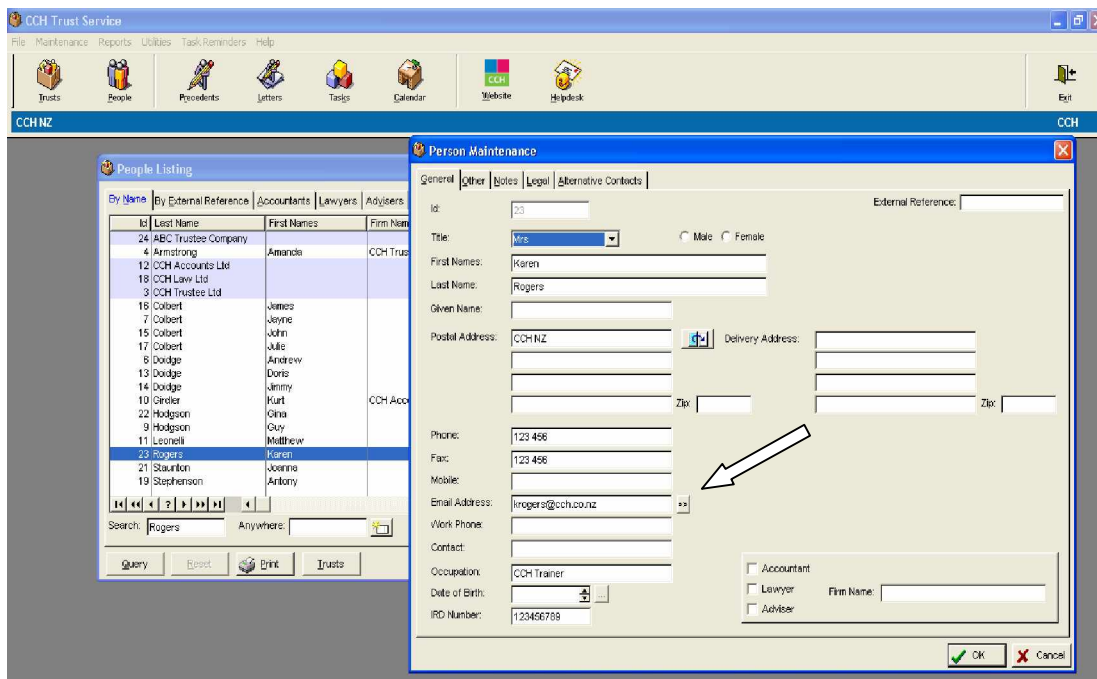 CCH Trust Service
File Maintenance Reports Utilities Task Reminders Help
Trusts People Precedents Letters Tasks Calendar Website Helpdesk Exit
CCH
CCH NZ CCH
People Listing
By Name By External Reference Accountants Lawyers Advisers
Id Last Name First Names Firm Nam
24 ABC Trustee Company
4 Armstrong Amanda CCH Trus
12 CCH Accounts Ltd
18 CCH Law Ltd
3 CCH Trustee Ltd
16 Colbert James
7 Colbert Jayne
15 Colbert John
17 Colbert Julie
6 Doidge Andrew
13 Doidge Doris
14 Doidge Jimmy
10 Girdler Kurt CCH Acco
22 Hodgson Gina
9 Hodgson Guy
11 Leonelli Matthew
23 Rogers Karen
21 Staunton Joanna
19 Stephenson Antony
Search: Rogers Anywhere:
Query Reset Print Trusts
Person Maintenance
General Other Notes Legal Alternative Contacts
Id: 23 External Reference:
Title: Mrs Male Female
First Names: Karen
Last Name: Rogers
Given Name:
Postal Address: CCH NZ Delivery Address:
Zip: Zip:
Phone: 123 456
Fax: 123 456
Mobile:
Email Address: krogers@cch.co.nz
Work Phone:
Contact:
Occupation: CCH Trainer
Date of Birth: ...
IRD Number: 123456789
Accountant
Lawyer Firm Name:
Adviser
OK Cancel